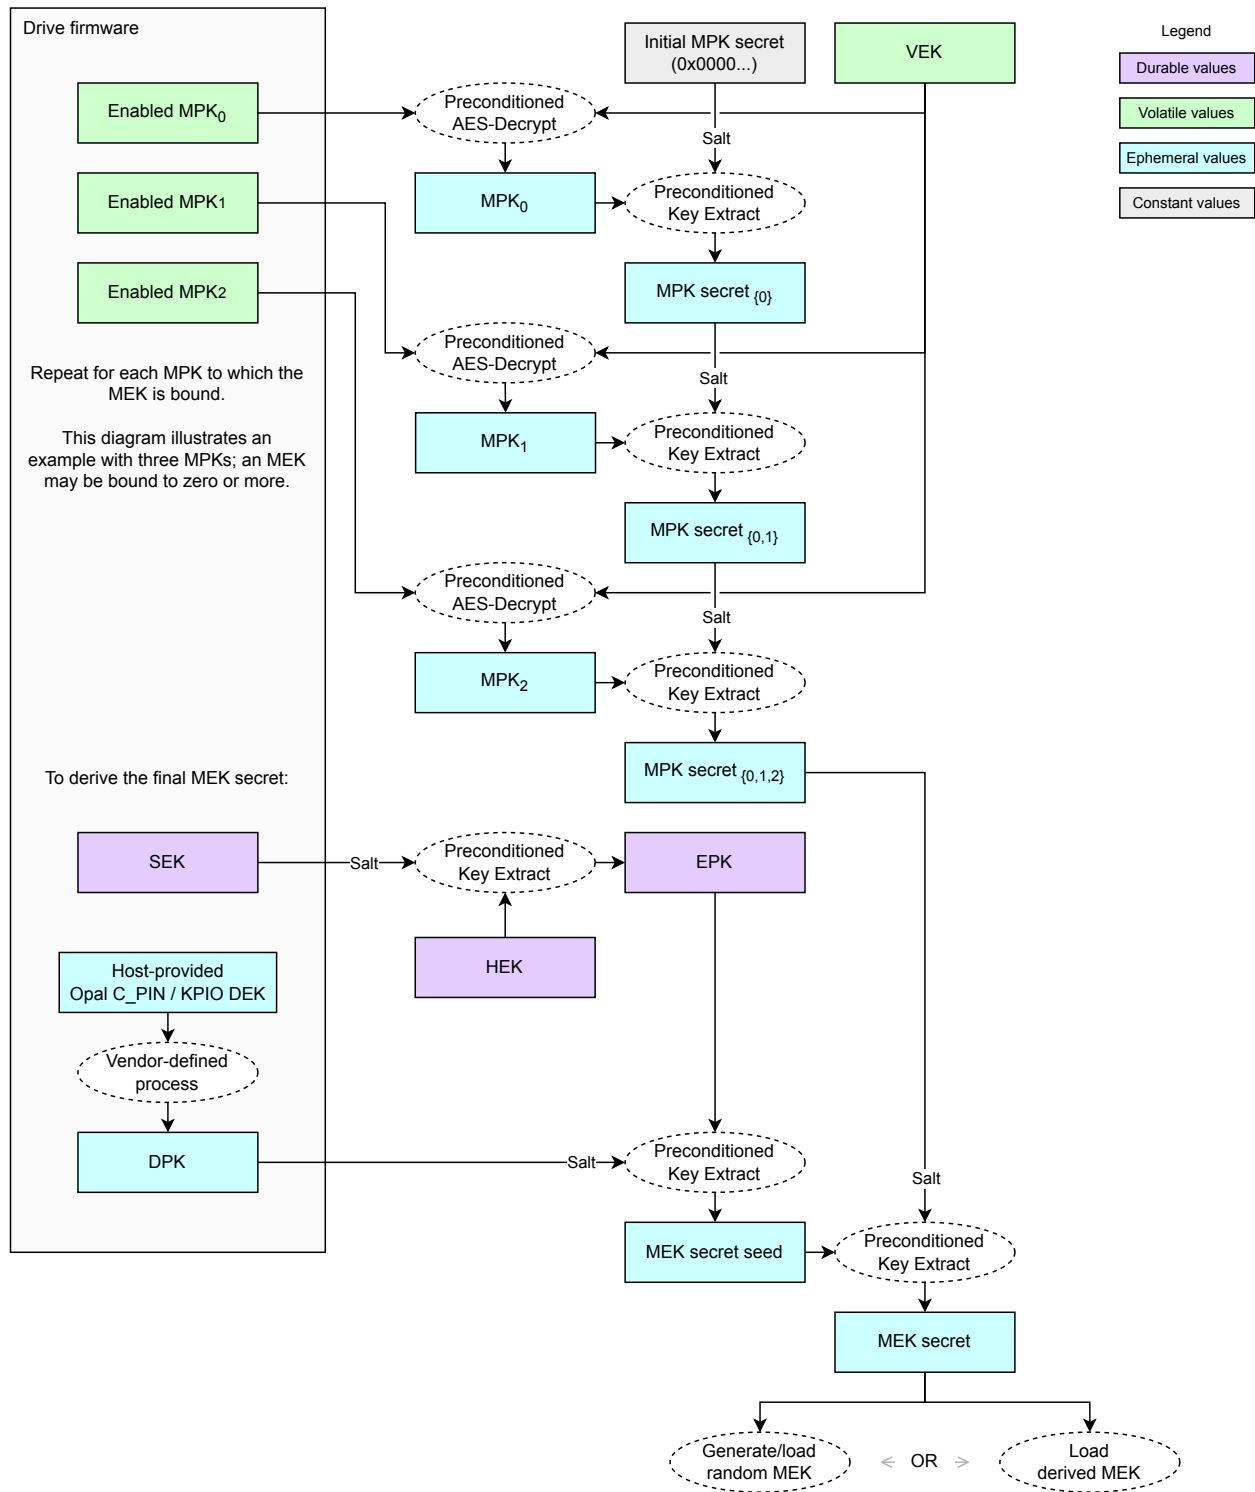 Drive firmware
Initial MPK secret
(0x0000...)
VEK
Legend
Durable values
Volatile values
Ephemeral values
Constant values
Enabled MPK0
Preconditioned
AES-Decrypt
Salt
Enabled MPK1
MPK0
Preconditioned
Key Extract
Enabled MPK2
MPK secret {0}
Preconditioned
AES-Decrypt
Salt
Repeat for each MPK to which the
MEK is bound.
This diagram illustrates an
example with three MPKs; an MEK
may be bound to zero or more.
MPK1
Preconditioned
Key Extract
MPK secret {0,1}
Preconditioned
AES-Decrypt
Salt
MPK2
Preconditioned
Key Extract
To derive the final MEK secret:
MPK secret {0,1,2}
SEK
Salt
Preconditioned
Key Extract
EPK
HEK
Host-provided
Opal C_PIN / KPIO DEK
Vendor-defined
process
DPK
Salt
Preconditioned
Key Extract
Salt
MEK secret seed
Preconditioned
Key Extract
MEK secret
Generate/load
random MEK
OR
Load
derived MEK